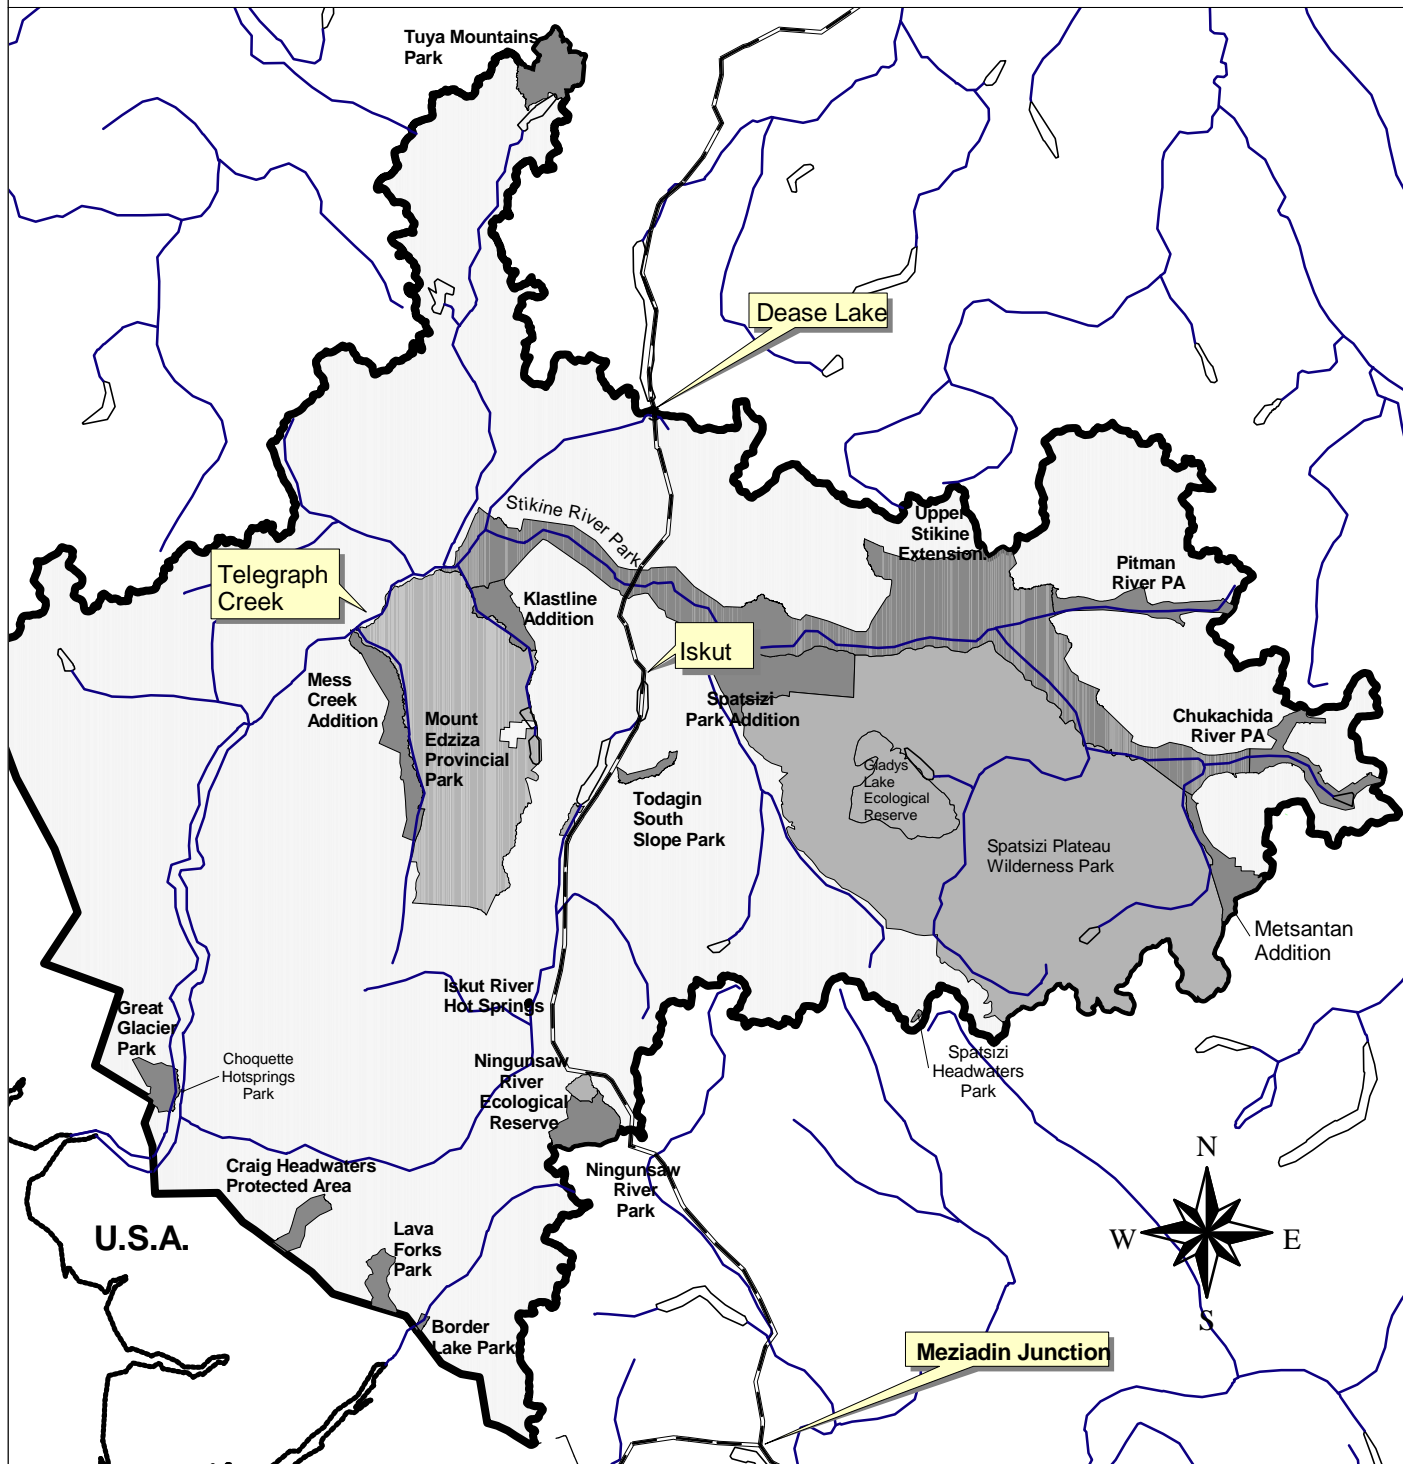 Tuya Mountains
Park
Dease Lake
Stikine River Park
Upper
Stikine
Extension
Pitman
River PA
Telegraph
Creek
Klastline
Addition
Iskut
Mess
Creek
Addition
Mount
Edziza
Provincial
Park
Spatsizi
Park Addition
Chukachida
River PA
Gladys
Lake
Ecological
Reserve
Todagin
South
Slope Park
Spatsizi Plateau
Wilderness Park
Metsantan
Addition
Iskut River
Hot Springs
Great
Glacier
Park
Choquette
Hotsprings
Park
Ningunsaw
River
Ecological
Reserve
Spatsizi
Headwaters
Park
Craig Headwaters
Protected Area
Ningunsaw
River
Park
U.S.A.
Lava
Forks
Park
Border
Lake Park
N
W
E
S
Meziadin Junction